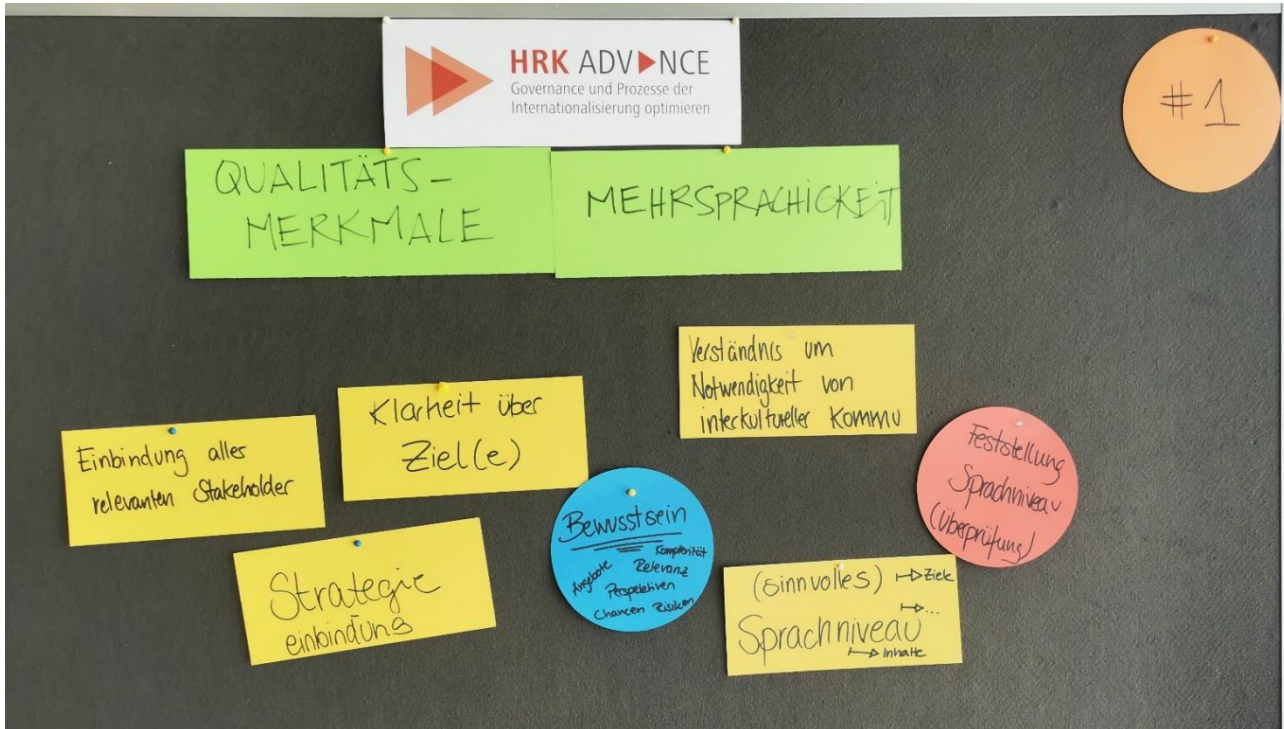 HRK ADVANCE
Governance und Prozesse der
Internationalisierung optimieren
#1
QUALITÄTS-
MERKMALE
MEHRSPRACHIGKEIT
Verständnis um
Notwendigkeit von
interkultureller Kommu
Klarheit über
Ziel(e)
Einbindung aller
relevanten Stakeholder
Feststellung
Sprachniveau
(Überprüfung)
Bewusstsein
Komplexität
Angebote Relevanz
Perspektiven
Chancen Risiken
Strategie
einbindung
(sinnvolles) → Ziele
→ ...
Sprachniveau
→ Inhalte